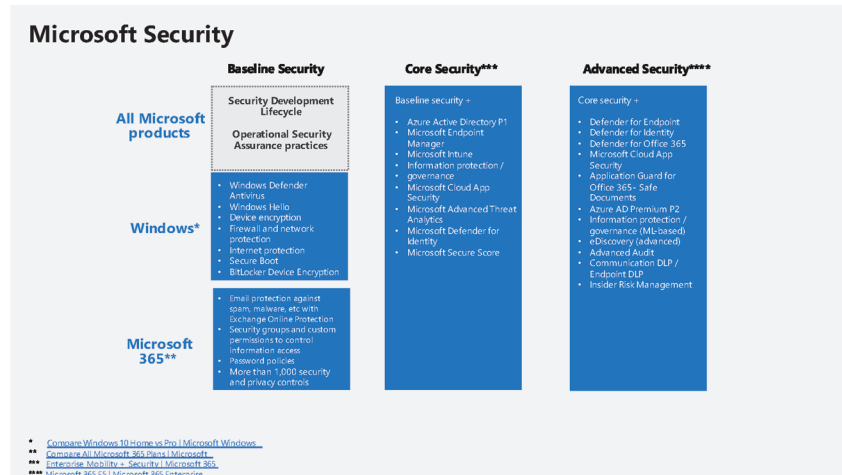 Microsoft Security
Baseline Security
Core Security***
Advanced Security****
All Microsoft
products
Security Development
Lifecycle
Operational Security
Assurance practices
Windows*
• Windows Defender
Antivirus
• Windows Hello
• Device encryption
• Firewall and network
protection
• Internet protection
• Secure Boot
• BitLocker Device Encryption
Microsoft
365**
• Email protection against
spam, malware, etc with
Exchange Online Protection
• Security groups and custom
permissions to control
information access
• Password policies
• More than 1,000 security
and privacy controls
Baseline security +
• Azure Active Directory P1
• Microsoft Endpoint
Manager
• Microsoft Intune
• Information protection /
• governance
• Microsoft Cloud App
Security
• Microsoft Advanced Threat
Analytics
• Microsoft Defender for
Identity
• Microsoft Secure Score
Core security +
• Defender for Endpoint
• Defender for Identity
• Defender for Office 365
• Microsoft Cloud App
Security
• Application Guard for
Office 365- Safe
Documents
• Azure AD Premium P2
• Information protection /
governance (ML-based)
• eDiscovery (advanced)
• Advanced Audit
• Communication DLP /
Endpoint DLP
• Insider Risk Management
* Compare Windows 10 Home vs Pro | Microsoft Windows
** Compare All Microsoft 365 Plans | Microsoft
*** Enterprise Mobility + Security | Microsoft 365
**** Microsoft 365 E5 | Microsoft 365 Enterprise